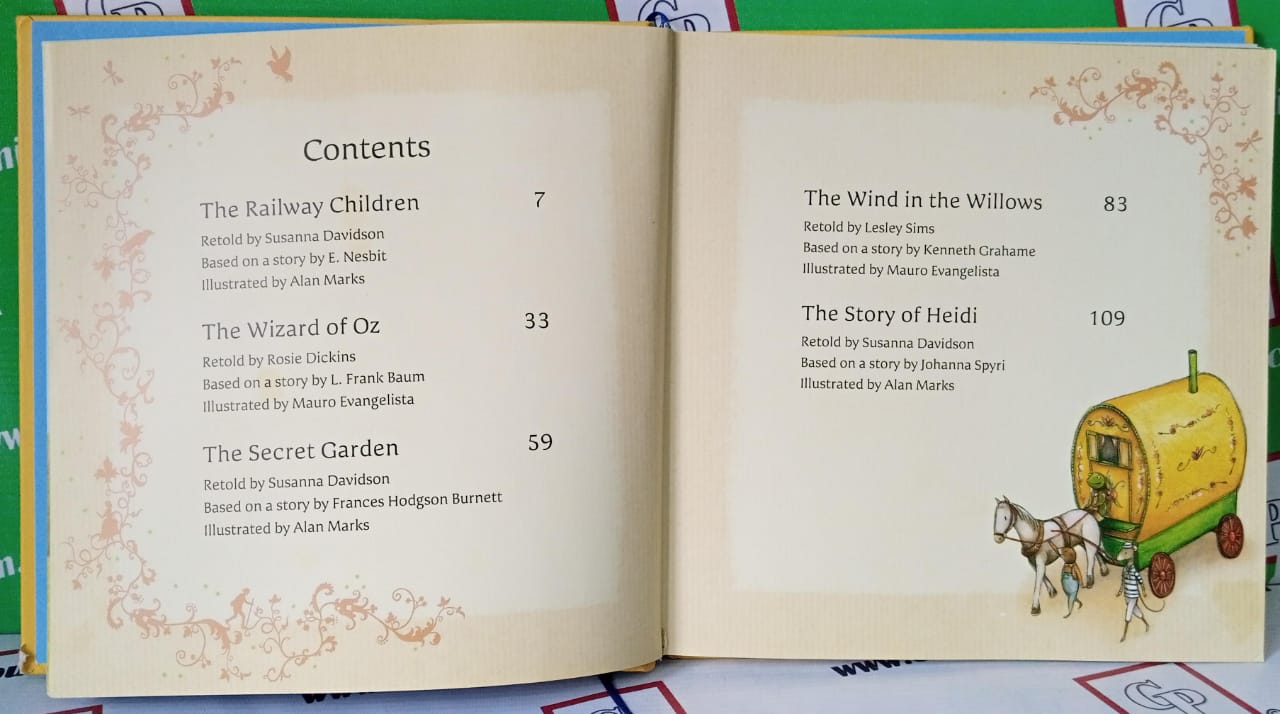 Contents
The Railway Children 7
Retold by Susanna Davidson
Based on a story by E. Nesbit
Illustrated by Alan Marks
The Wizard of Oz 33
Retold by Rosie Dickins
Based on a story by L. Frank Baum
Illustrated by Mauro Evangelista
The Secret Garden 59
Retold by Susanna Davidson
Based on a story by Frances Hodgson Burnett
Illustrated by Alan Marks
The Wind in the Willows 83
Retold by Lesley Sims
Based on a story by Kenneth Grahame
Illustrated by Mauro Evangelista
The Story of Heidi 109
Retold by Susanna Davidson
Based on a story by Johanna Spyri
Illustrated by Alan Marks